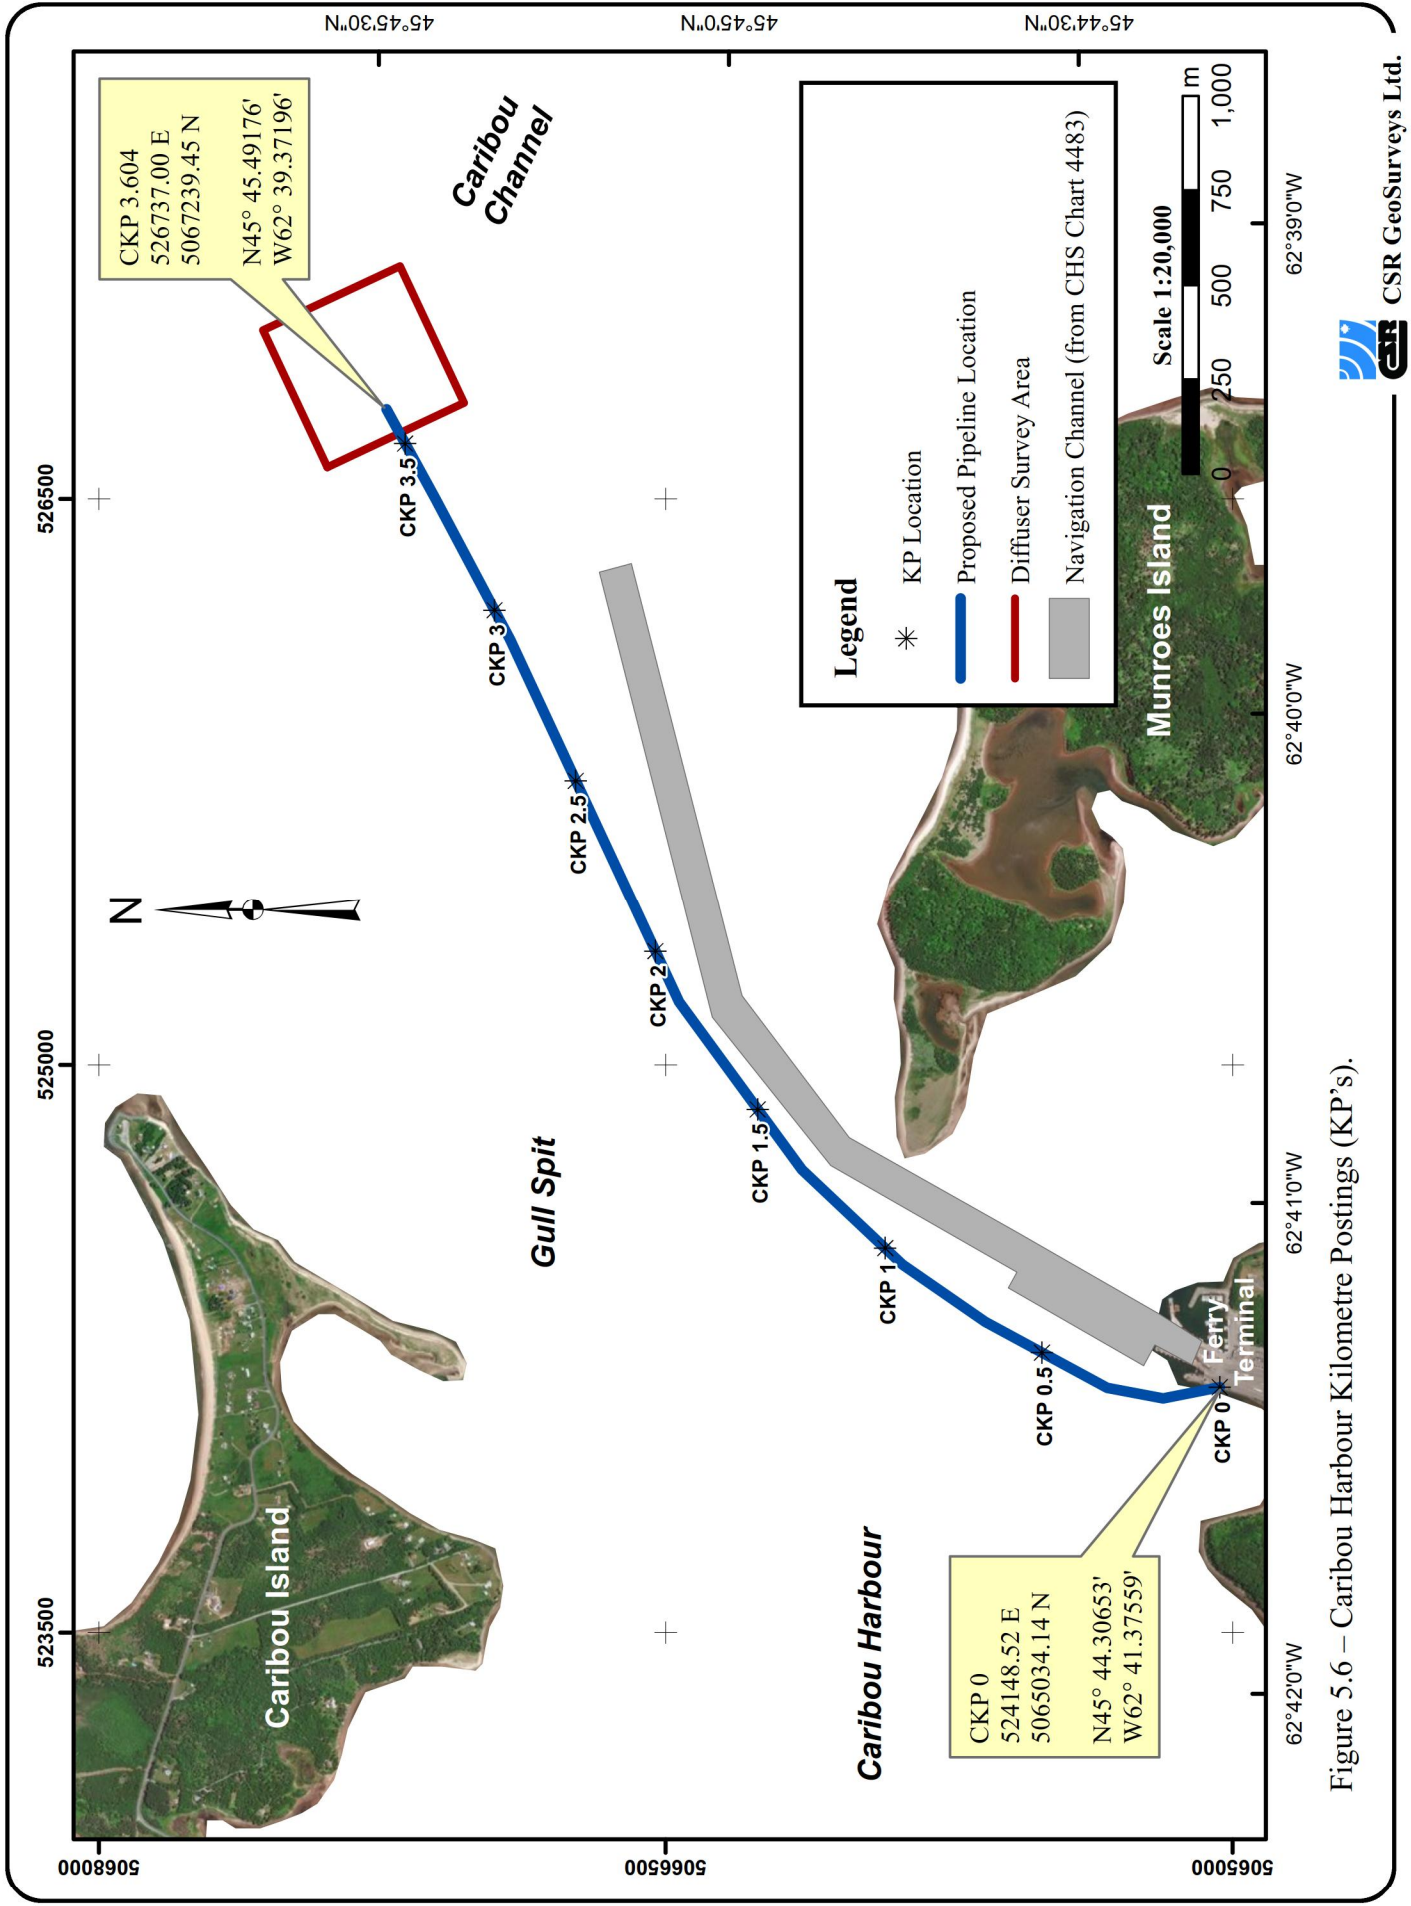 45°45'30"N
45°45'0"N
45°44'30"N
CKP 3.604
526737.00 E
5067239.45 N
N45° 45.49176'
W62° 39.37196'
Caribou
Channel
526500
525000
523500
N
CKP 3.5
CKP 3
CKP 2.5
CKP 2
CKP 1.5
CKP 1
CKP 0.5
CKP 0
Gull Spit
Caribou Island
Caribou Harbour
Munroes Island
Ferry
Terminal
CKP 0
524148.52 E
5065034.14 N
N45° 44.30653'
W62° 41.37559'
Legend
KP Location
Proposed Pipeline Location
Diffuser Survey Area
Navigation Channel (from CHS Chart 4483)
Scale 1:20,000
0 250 500 750 1,000
m
5068000
5066500
5065000
62°42'0"W
62°41'0"W
62°40'0"W
62°39'0"W
Figure 5.6 – Caribou Harbour Kilometre Postings (KP's).
CSR
CSR GeoSurveys Ltd.